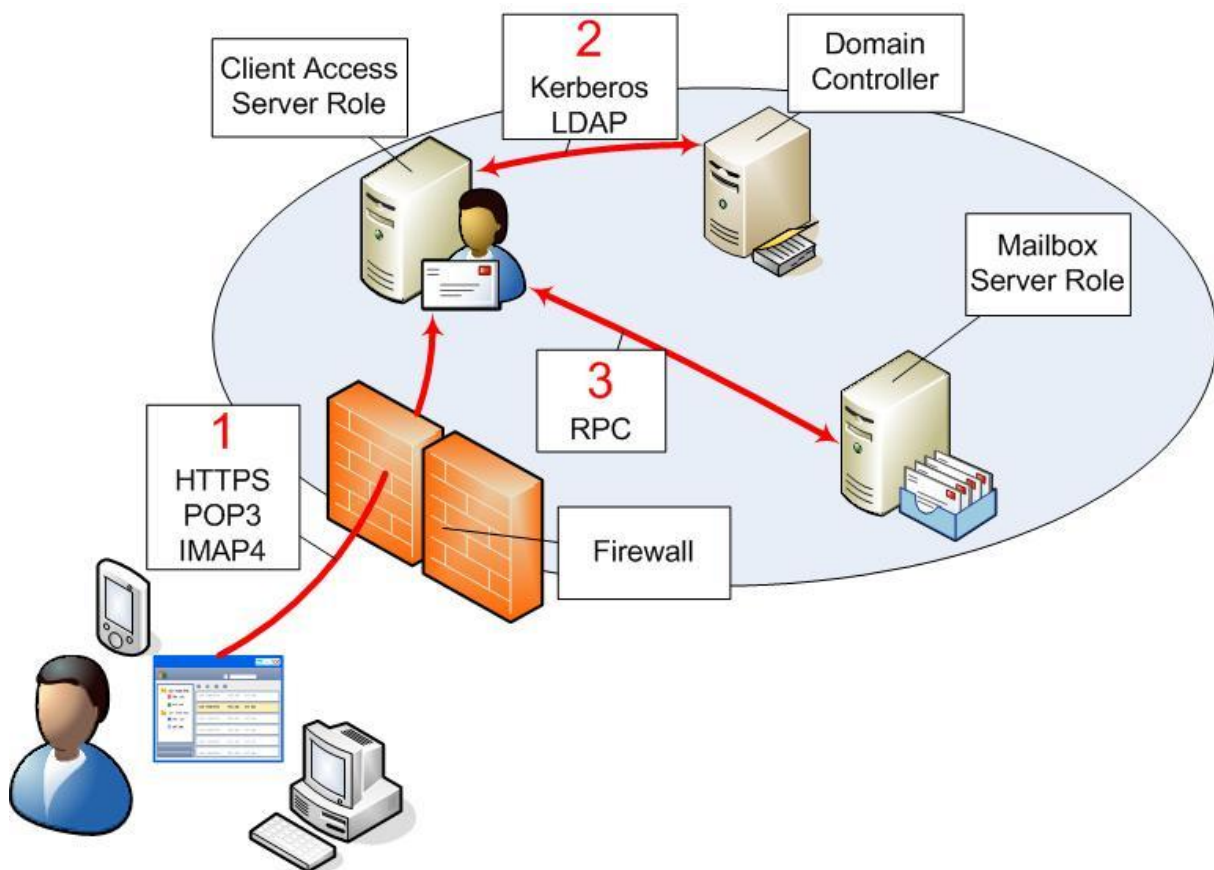 Client Access
Server Role
2
Kerberos
LDAP
Domain
Controller
Mailbox
Server Role
3
RPC
1
HTTPS
POP3
IMAP4
Firewall